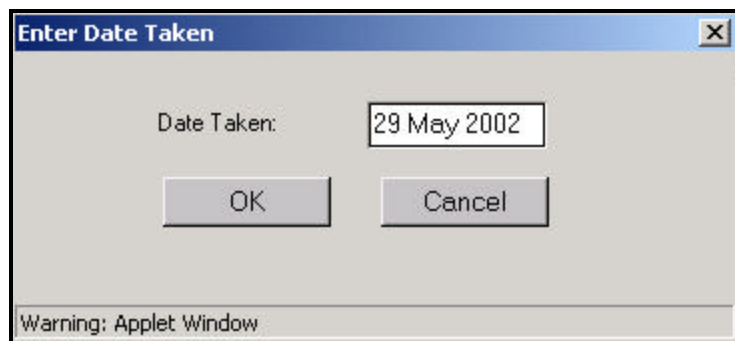 Enter Date Taken
Date Taken: 29 May 2002
OK Cancel
Warning: Applet Window